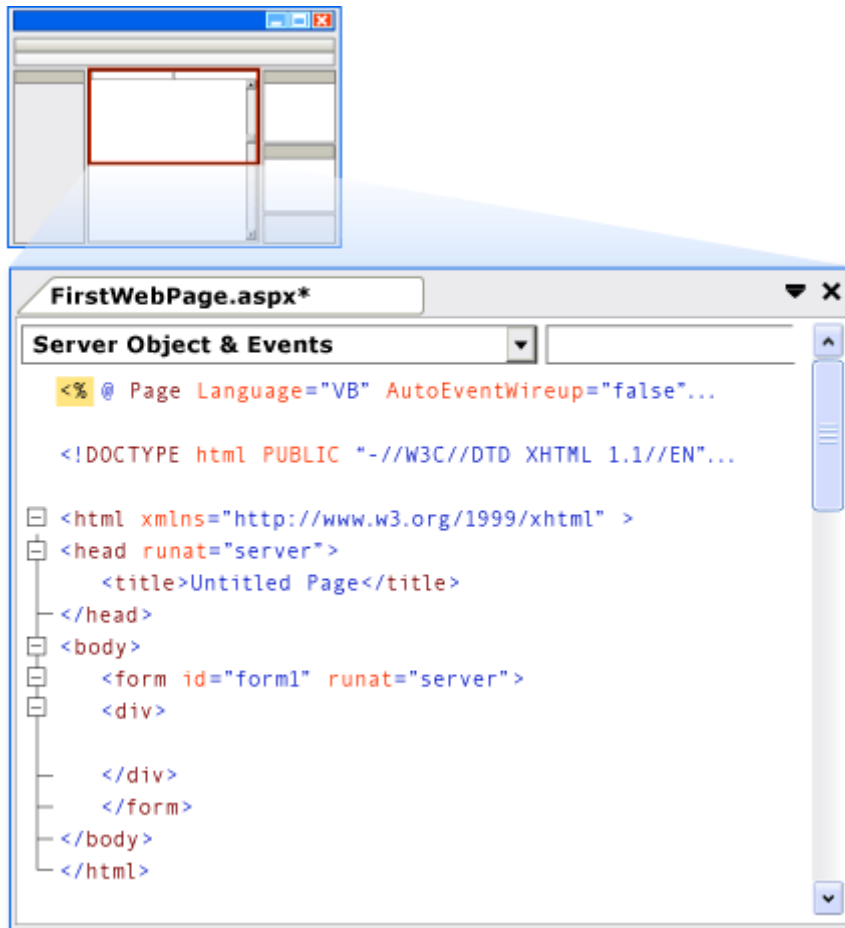 FirstWebPage.aspx*
Server Object & Events
<% @ Page Language="VB" AutoEventWireup="false"...
<!DOCTYPE html PUBLIC “-//W3C//DTD XHTML 1.1//EN"...
<html xmlns="http://www.w3.org/1999/xhtml" >
<head runat="server">
<title>Untitled Page</title>
</head>
<body>
<form id="form1" runat="server">
<div>
</div>
</form>
</body>
</html>